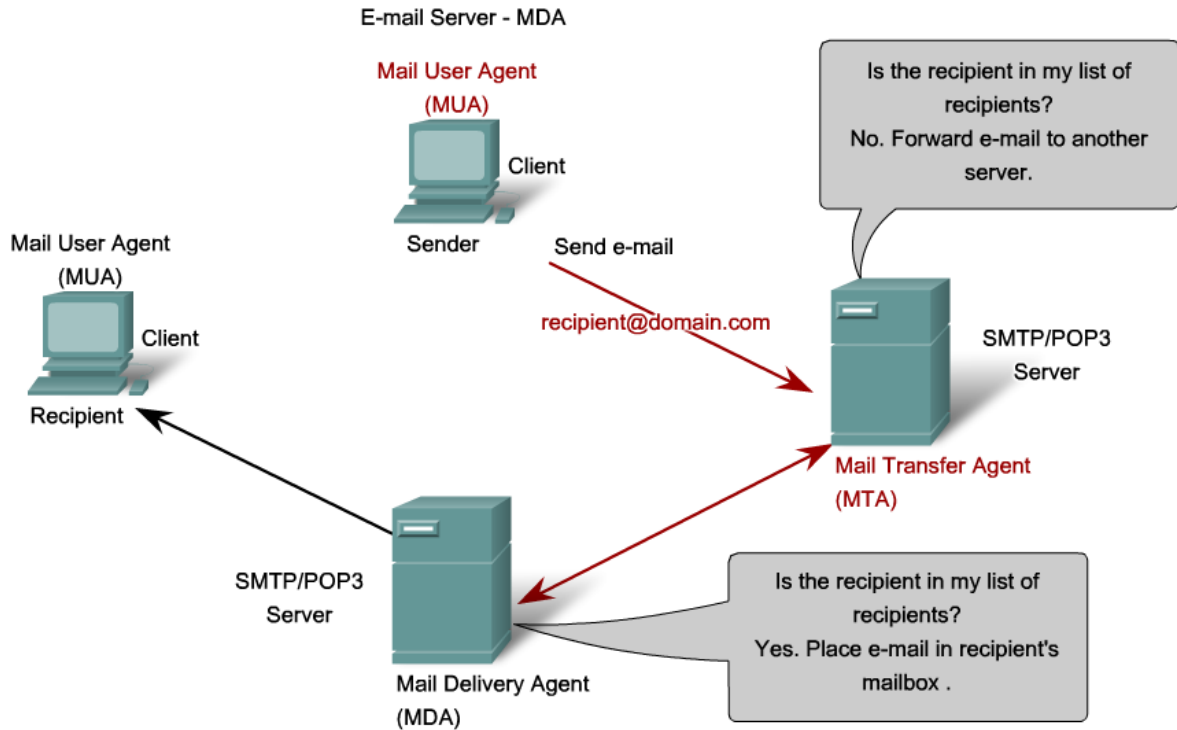 E-mail Server - MDA
Mail User Agent
(MUA)
Client
Sender
Is the recipient in my list of
recipients?
No. Forward e-mail to another
server.
Mail User Agent
(MUA)
Client
Recipient
Send e-mail
recipient@domain.com
SMTP/POP3
Server
Mail Transfer Agent
(MTA)
SMTP/POP3
Server
Mail Delivery Agent
(MDA)
Is the recipient in my list of
recipients?
Yes. Place e-mail in recipient's
mailbox .